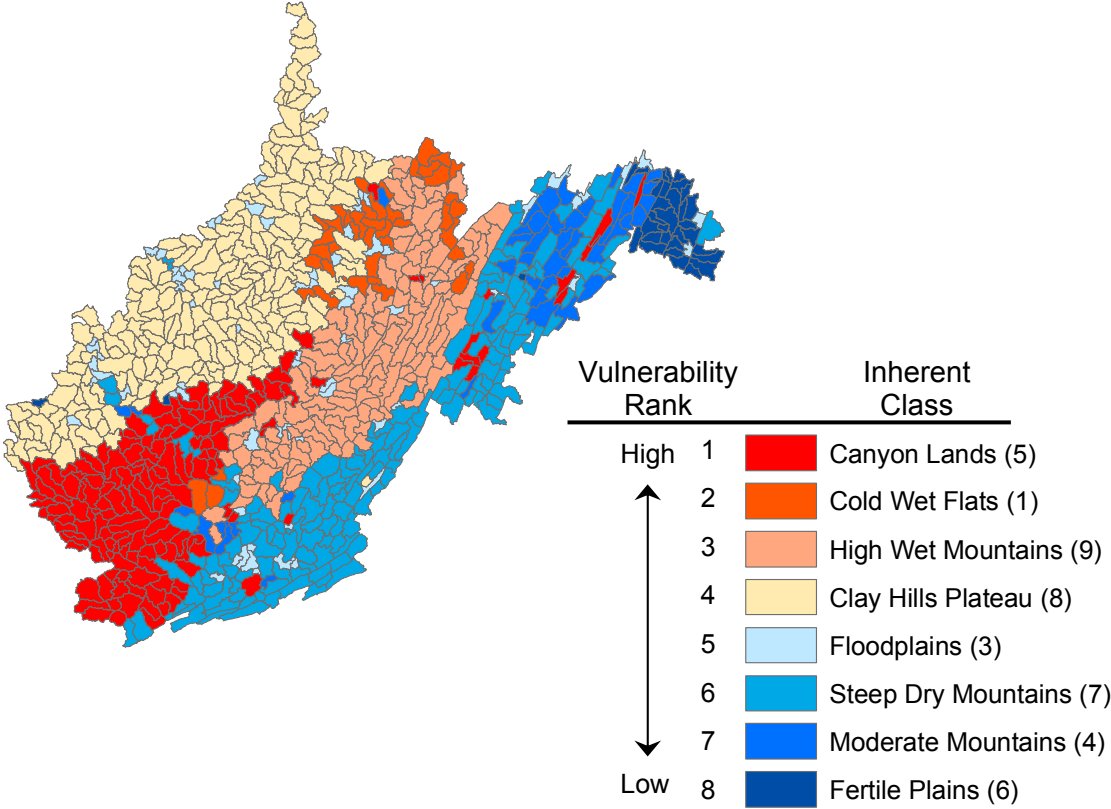 Vulnerability Inherent
Rank Class
High 1 Canyon Lands (5)
2 Cold Wet Flats (1)
3 High Wet Mountains (9)
4 Clay Hills Plateau (8)
5 Floodplains (3)
6 Steep Dry Mountains (7)
7 Moderate Mountains (4)
Low 8 Fertile Plains (6)